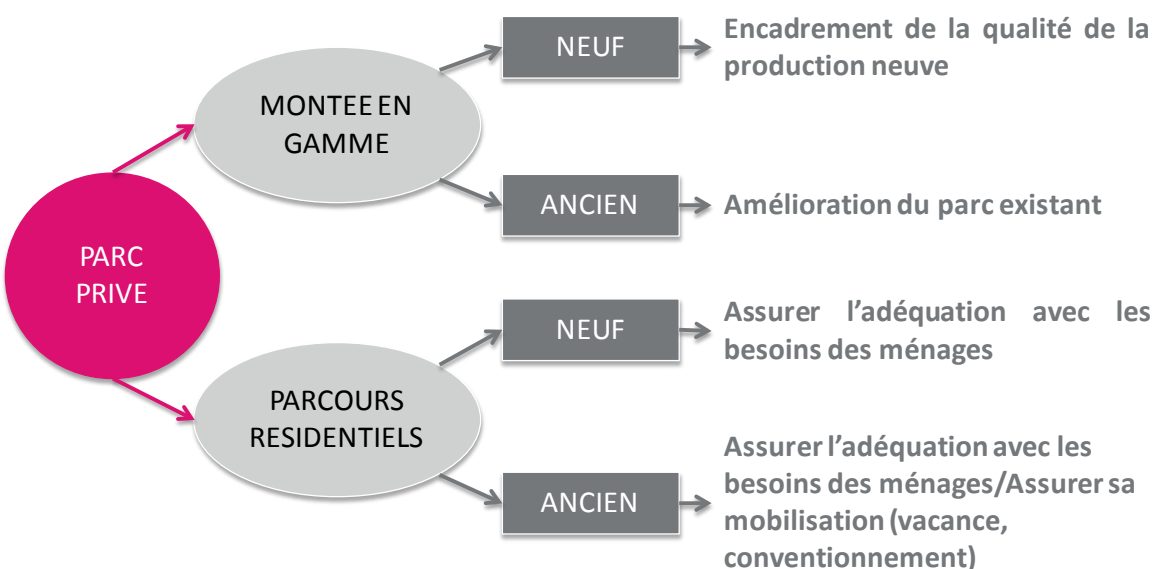 PARC
PRIVE
MONTEE EN
GAMME
NEUF
Encadrement de la qualité de la
production neuve
ANCIEN
Amélioration du parc existant
PARCOURS
RESIDENTIELS
NEUF
Assurer l’adéquation avec les
besoins des ménages
ANCIEN
Assurer l’adéquation avec les
besoins des ménages/Assurer sa
mobilisation (vacance,
conventionnement)